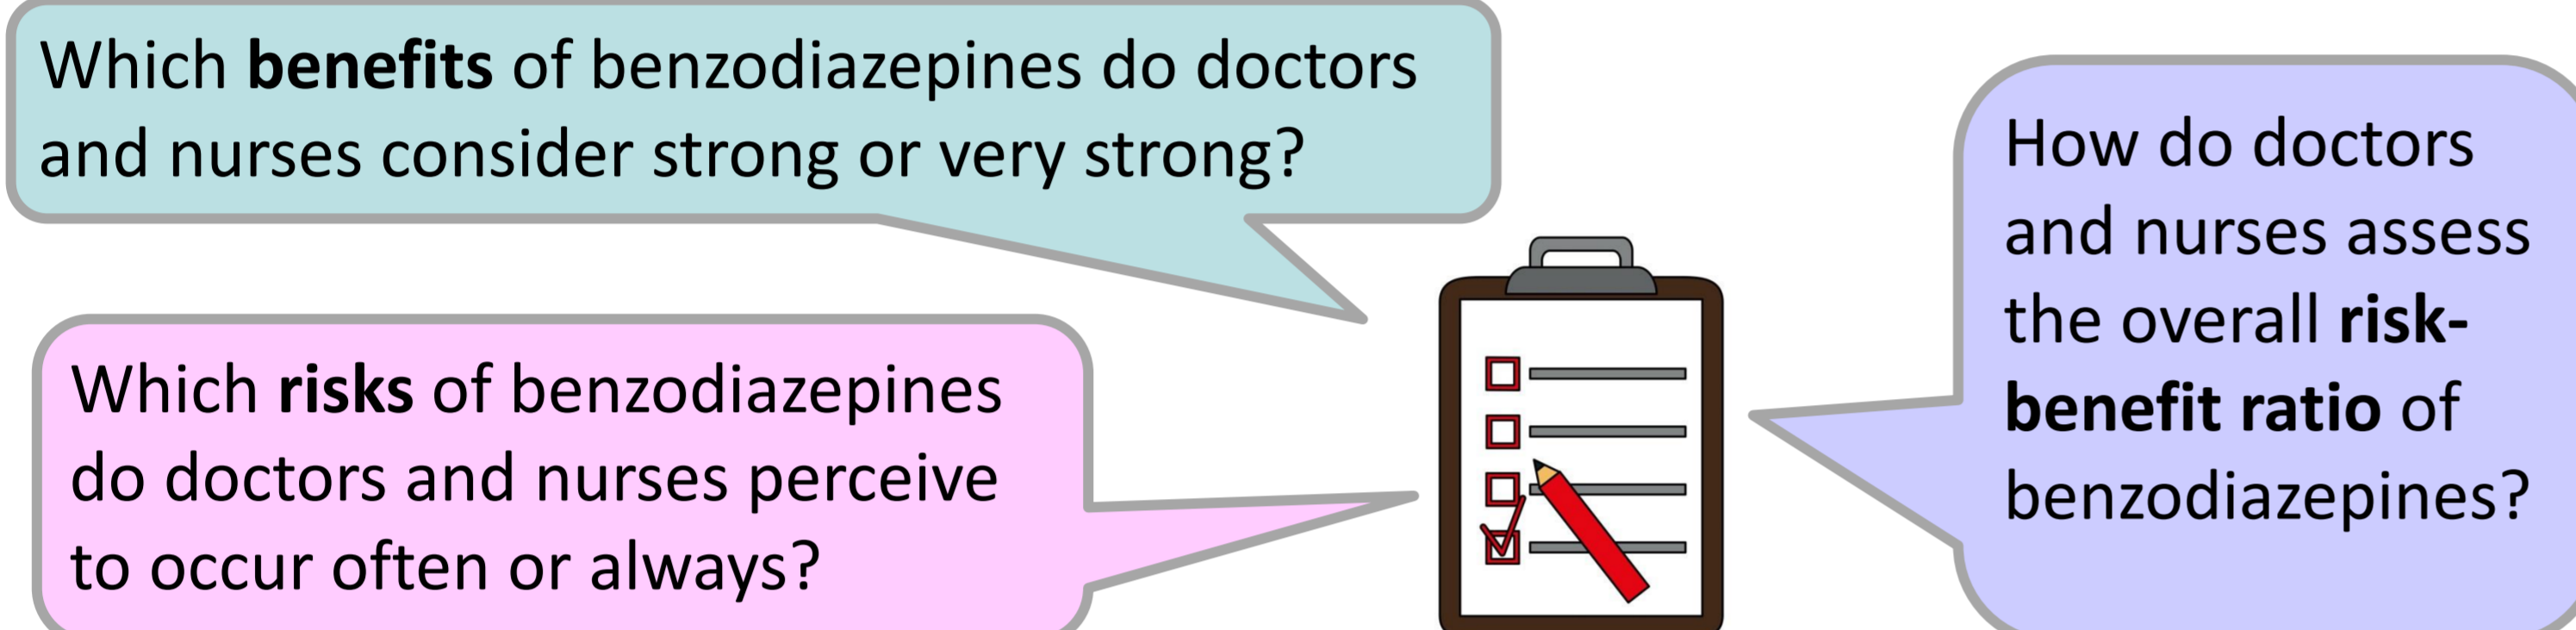 Which benefits of benzodiazepines do doctors
and nurses consider strong or very strong?
Which risks of benzodiazepines
do doctors and nurses perceive
to occur often or always?
How do doctors
and nurses assess
the overall risk-
benefit ratio of
benzodiazepines?